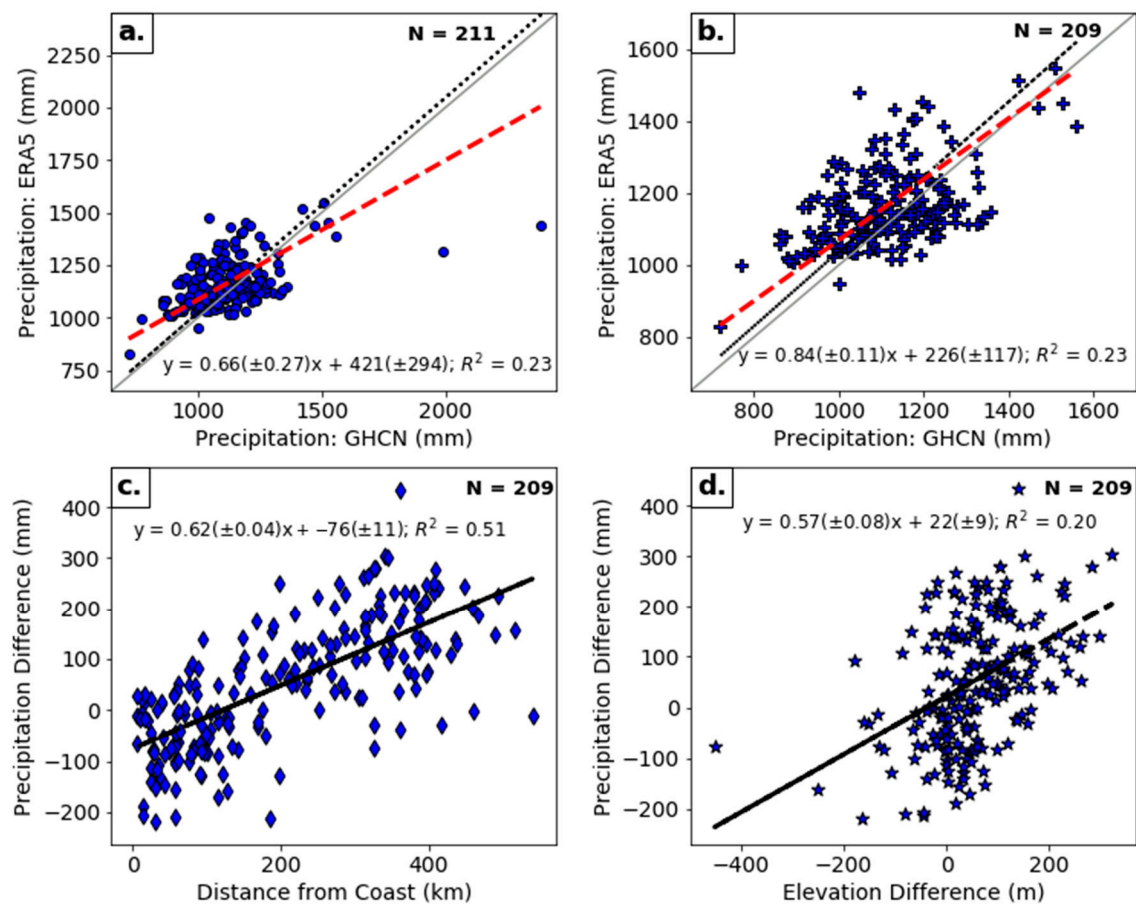 a.
N = 211
y = 0.66(±0.27)x + 421(±294); R² = 0.23
Precipitation: ERA5 (mm)
2250
2000
1750
1500
1250
1000
750
1000
1500
2000
Precipitation: GHCN (mm)
b.
N = 209
y = 0.84(±0.11)x + 226(±117); R² = 0.23
Precipitation: ERA5 (mm)
1600
1400
1200
1000
800
800
1000
1200
1400
1600
Precipitation: GHCN (mm)
c.
N = 209
y = 0.62(±0.04)x + −76(±11); R² = 0.51
Precipitation Difference (mm)
400
300
200
100
0
−100
−200
0
200
400
Distance from Coast (km)
d.
N = 209
y = 0.57(±0.08)x + 22(±9); R² = 0.20
Precipitation Difference (mm)
400
300
200
100
0
−100
−200
−400
−200
0
200
Elevation Difference (m)